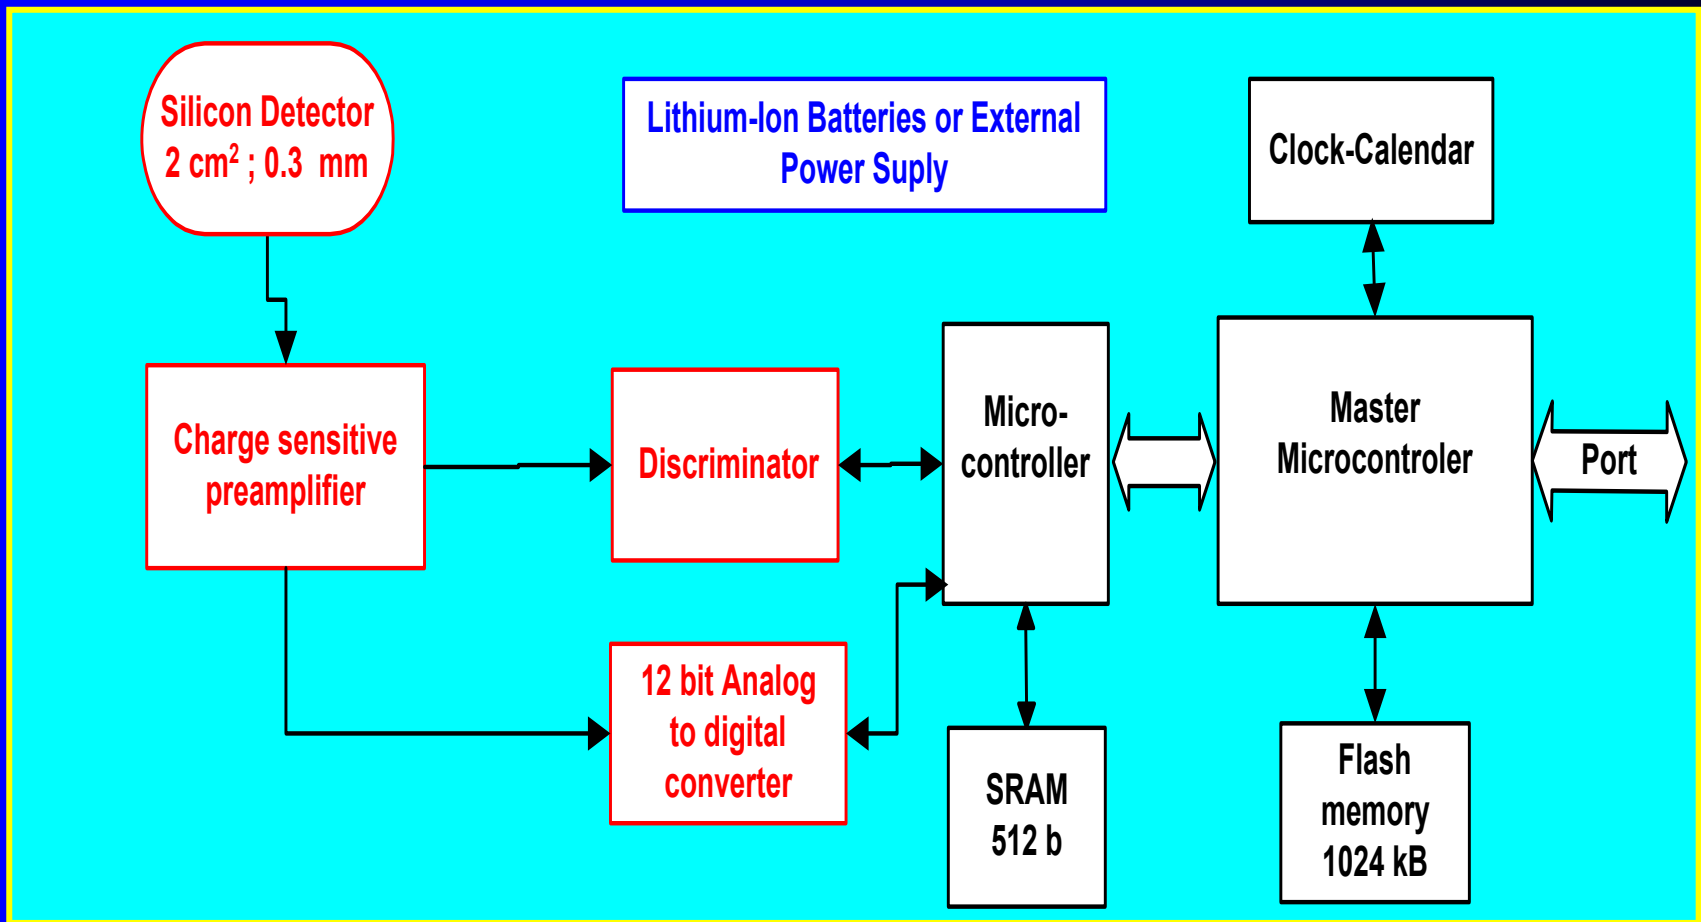 Silicon Detector
2 cm² ; 0.3 mm
Lithium-Ion Batteries or External
Power Suply
Clock-Calendar
Charge sensitive
preamplifier
Discriminator
Micro-
controller
Master
Microcontroler
Port
12 bit Analog
to digital
converter
SRAM
512 b
Flash
memory
1024 kB